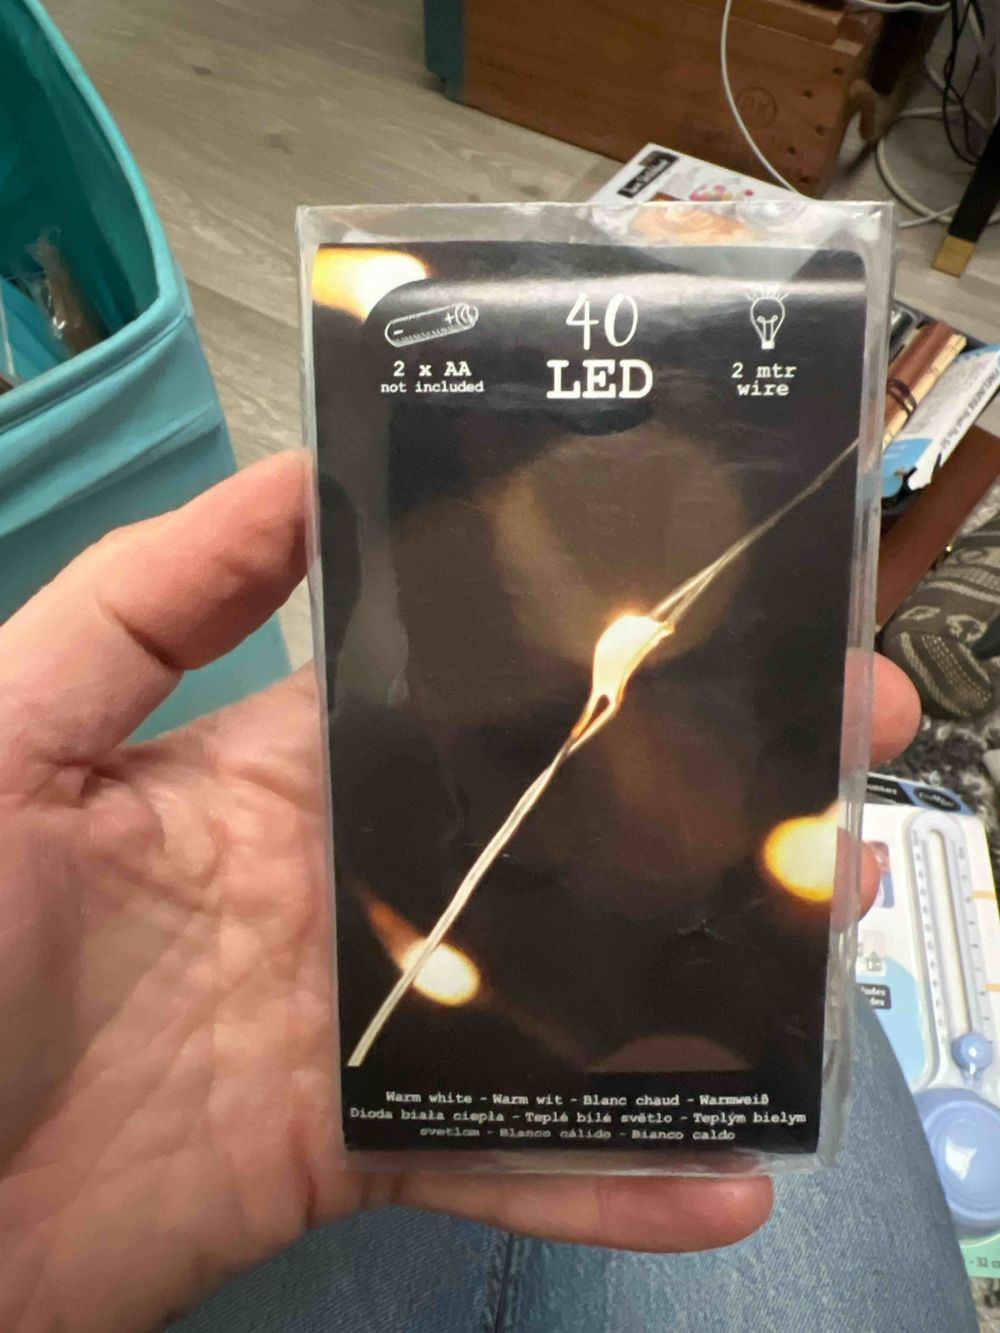 40
LED
2 x AA
not included
2 mtr
wire
Warm white - Warm wit - Blanc chaud - Warmweiß
Dioda biała ciepła - Teplé bílé světlo - Teplým bielym
svetlom - Blanco cálido - Bianco caldo